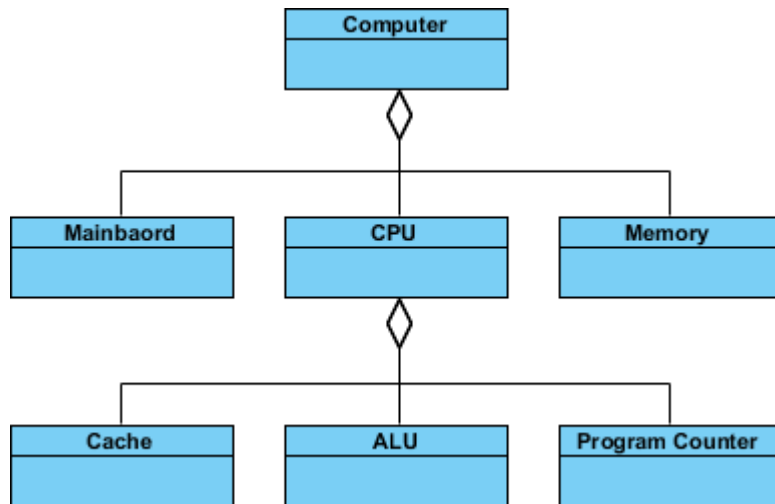 Computer
Mainbaord
CPU
Memory
Cache
ALU
Program Counter